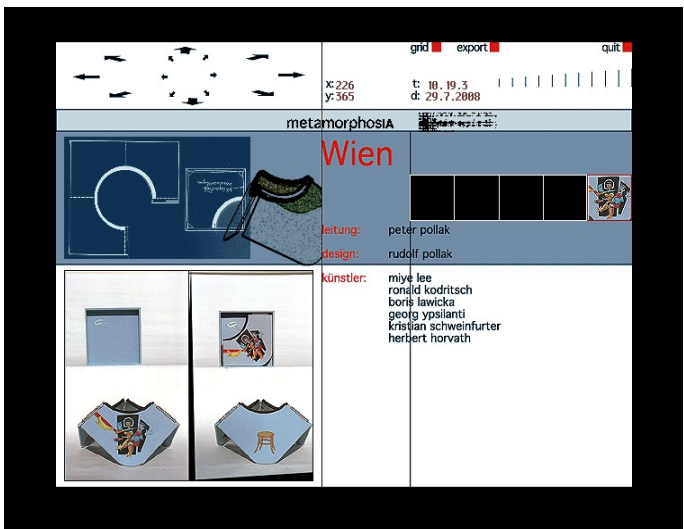 grid export quit
x:226 t: 10.19.3
y:365 d: 29.7.2008
metamorphosIA
Wien
leitung: peter pollak
design: rudolf pollak
künstler: miye lee
ronald kodritsch
boris lawicka
georg ypsilanti
kristian schweinfurter
herbert horvath